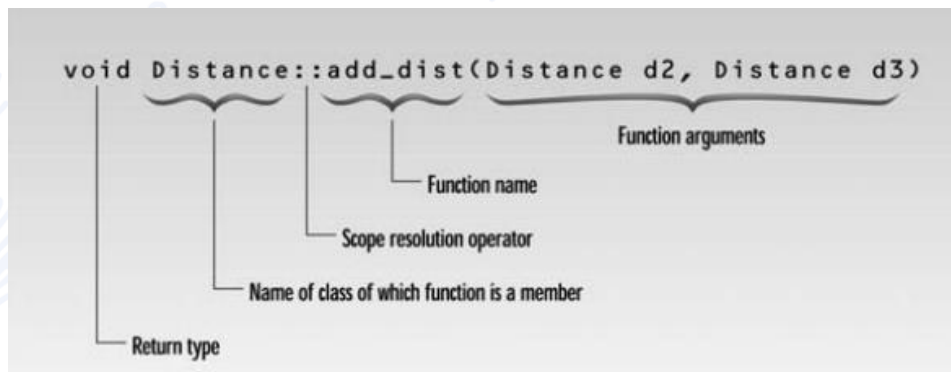 void Distance::add_dist(Distance d2, Distance d3)
Function arguments
Function name
Scope resolution operator
Name of class of which function is a member
Return type